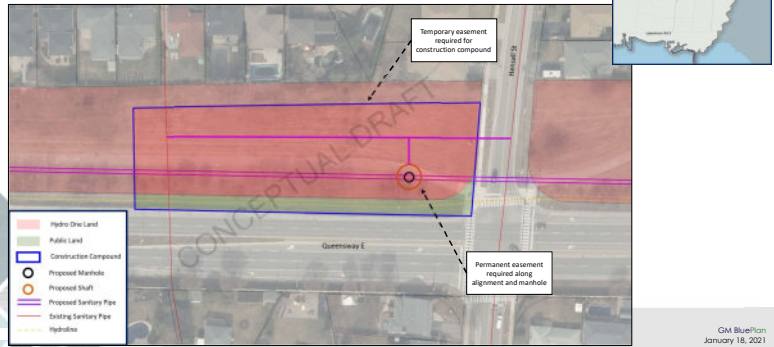 Temporary easement
required for
construction compound
Hensall St
CONCEPTUAL DRAFT
Queensway E
Permanent easement
required along
alignment and manhole
Hydro One Land
Public Land
Construction Compound
Proposed Manhole
Proposed Shaft
Proposed Sanitary Pipe
Existing Sanitary Pipe
Hydroline
GM BluePlan
January 18, 2021